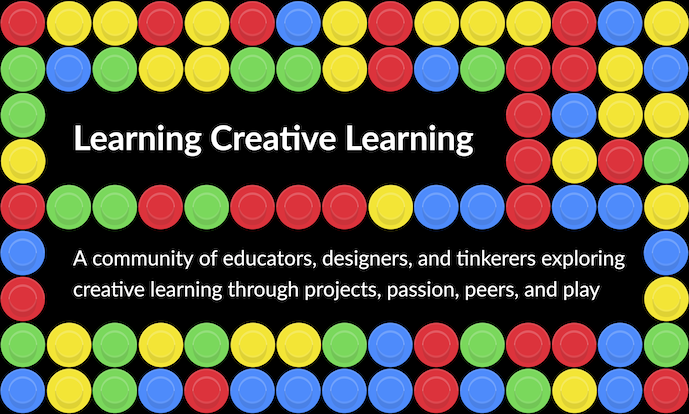 Learning Creative Learning
A community of educators, designers, and tinkerers exploring
creative learning through projects, passion, peers, and play